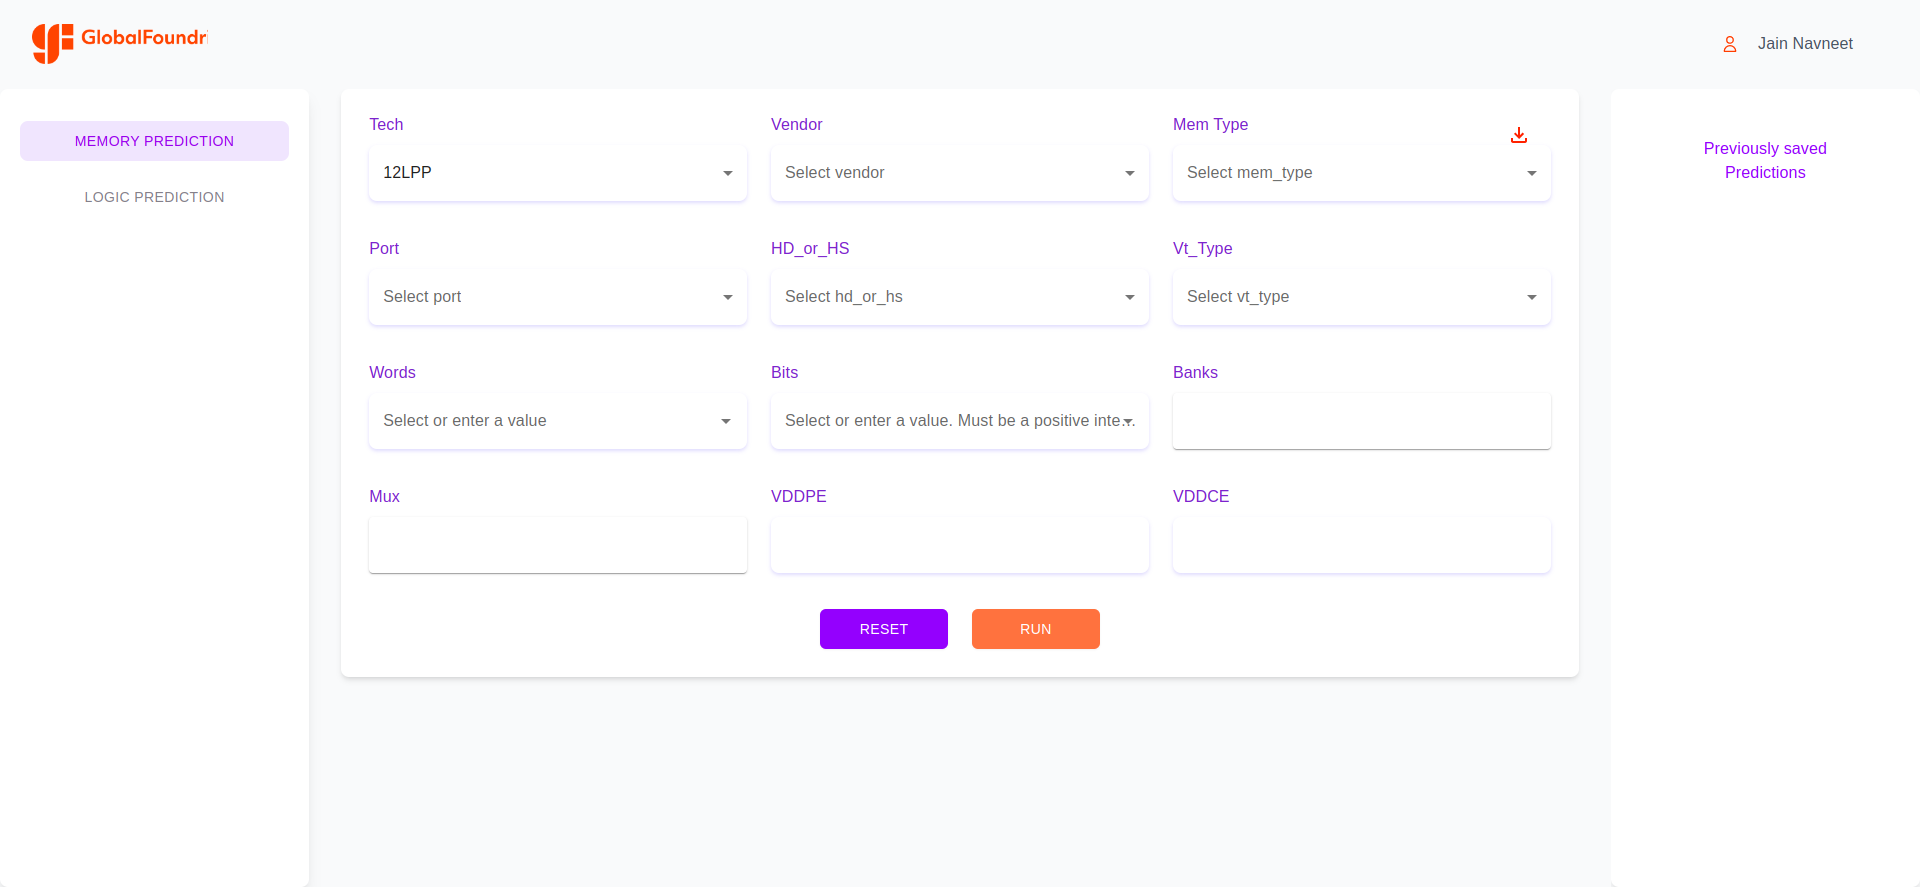 GlobalFoundr
Jain Navneet
MEMORY PREDICTION
LOGIC PREDICTION
Tech
Vendor
Mem Type
12LPP
Select vendor
Select mem_type
Port
HD_or_HS
Vt_Type
Select port
Select hd_or_hs
Select vt_type
Words
Bits
Banks
Select or enter a value
Select or enter a value. Must be a positive inte...
Mux
VDDPE
VDDCE
RESET
RUN
Previously saved
Predictions